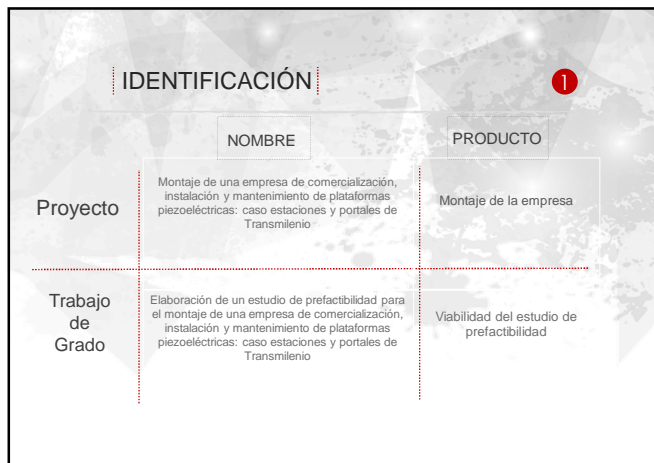 IDENTIFICACIÓN
1
NOMBRE
PRODUCTO
Proyecto
Montaje de una empresa de comercialización,
instalación y mantenimiento de plataformas
piezoeléctricas: caso estaciones y portales de
Transmilenio
Montaje de la empresa
Trabajo
de
Grado
Elaboración de un estudio de prefactibilidad para
el montaje de una empresa de comercialización,
instalación y mantenimiento de plataformas
piezoeléctricas: caso estaciones y portales de
Transmilenio
Viabilidad del estudio de
prefactibilidad